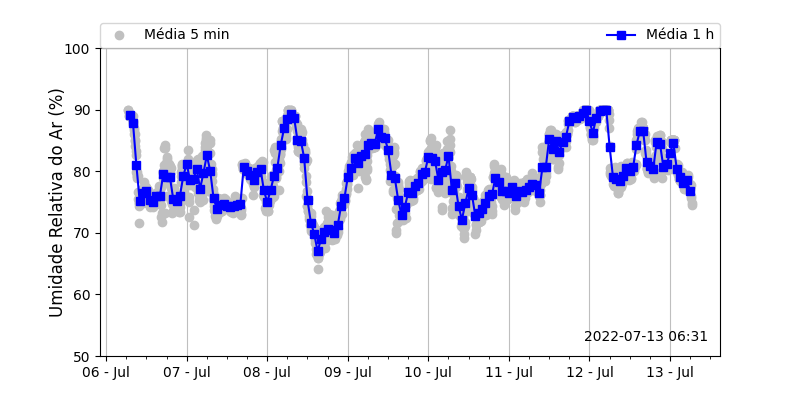 Média 5 min
Média 1 h
Umidade Relativa do Ar (%)
100
90
80
70
60
50
2022-07-13 06:31
06 - Jul
07 - Jul
08 - Jul
09 - Jul
10 - Jul
11 - Jul
12 - Jul
13 - Jul